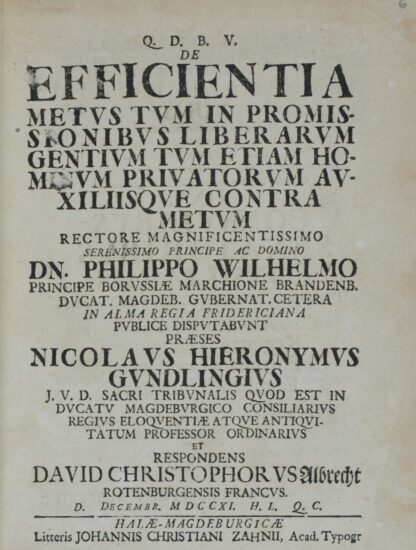 6
Q. D. B. V.
DE
EFFICIENTIA
METVS TVM IN PROMIS-
SIONIBVS LIBERARVM
GENTIVM TVM ETIAM HO-
MINVM PRIVATORVM AV-
XILIISQVE CONTRA
METVM
RECTORE MAGNIFICENTISSIMO
SERENISSIMO PRINCIPE AC DOMINO
DN. PHILIPPO WILHELMO
PRINCIPE BORVSSIÆ MARCHIONE BRANDENB.
DVCAT. MAGDEB. GVBERNAT. CETERA
IN ALMA REGIA FRIDERICIANA
PVBLICE DISPVTABVNT
PRÆSES
NICOLAVS HIERONYMVS
GVNDLINGIVS
J. V. D. SACRI TRIBVNALIS QVOD EST IN
DVCATV MAGDEBVRGICO CONSILIARIVS
REGIVS ELOQVENTIÆ ATQVE ANTIQVI-
TATVM PROFESSOR ORDINARIVS
ET
RESPONDENS
DAVID CHRISTOPHORVS Albrecht
ROTENBVRGENSIS FRANCVS.
D. DECEMBR. MDCCXI. H. L. Q. C.
HALÆ-MAGDEBVRGICÆ
Litteris JOHANNIS CHRISTIANI ZAHNII, Acad. Typogr